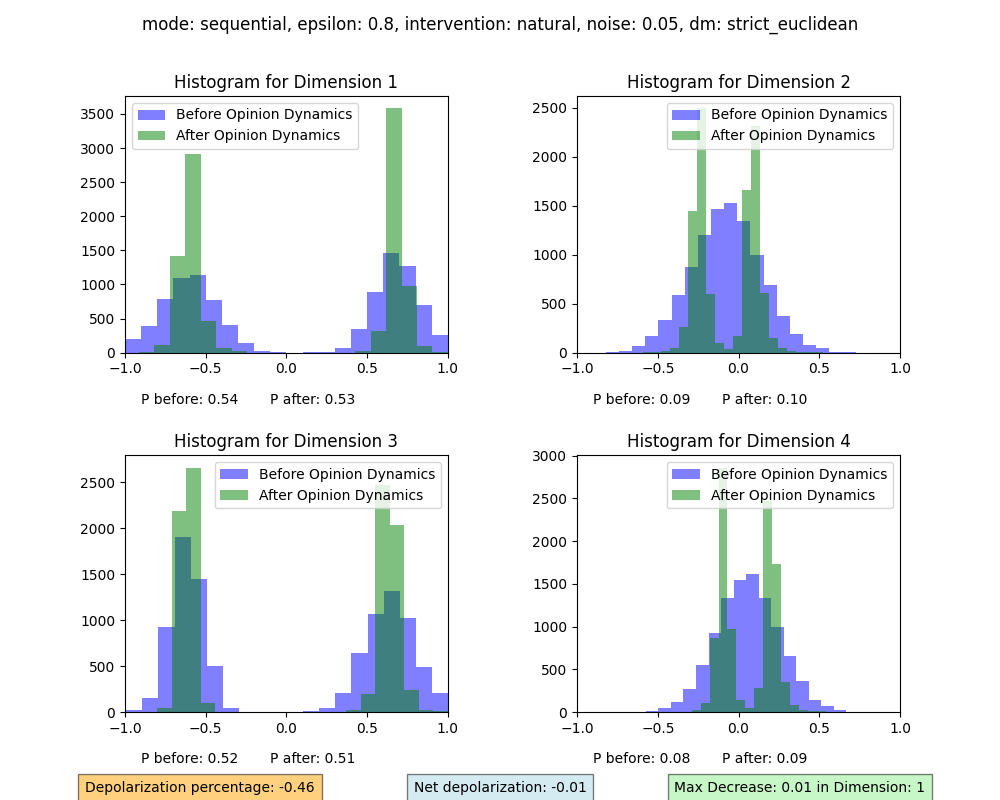 mode: sequential, epsilon: 0.8, intervention: natural, noise: 0.05, dm: strict_euclidean
Histogram for Dimension 1
Before Opinion Dynamics
After Opinion Dynamics
3500
3000
2500
2000
1500
1000
500
0
−1.0 −0.5 0.0 0.5 1.0
P before: 0.54 P after: 0.53
Histogram for Dimension 2
Before Opinion Dynamics
After Opinion Dynamics
2500
2000
1500
1000
500
0
−1.0 −0.5 0.0 0.5 1.0
P before: 0.09 P after: 0.10
Histogram for Dimension 3
Before Opinion Dynamics
After Opinion Dynamics
2500
2000
1500
1000
500
0
−1.0 −0.5 0.0 0.5 1.0
P before: 0.52 P after: 0.51
Histogram for Dimension 4
Before Opinion Dynamics
After Opinion Dynamics
3000
2500
2000
1500
1000
500
0
−1.0 −0.5 0.0 0.5 1.0
P before: 0.08 P after: 0.09
Depolarization percentage: -0.46
Net depolarization: -0.01
Max Decrease: 0.01 in Dimension: 1